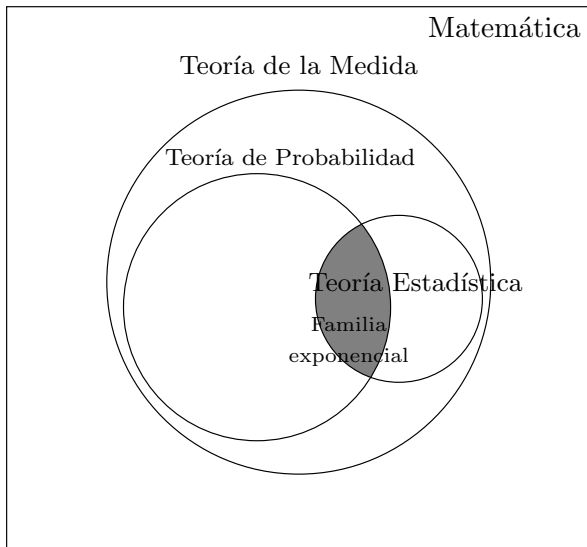 Matemática
Teoría de la Medida
Teoría de Probabilidad
Teoría Estadística
Familia
exponencial